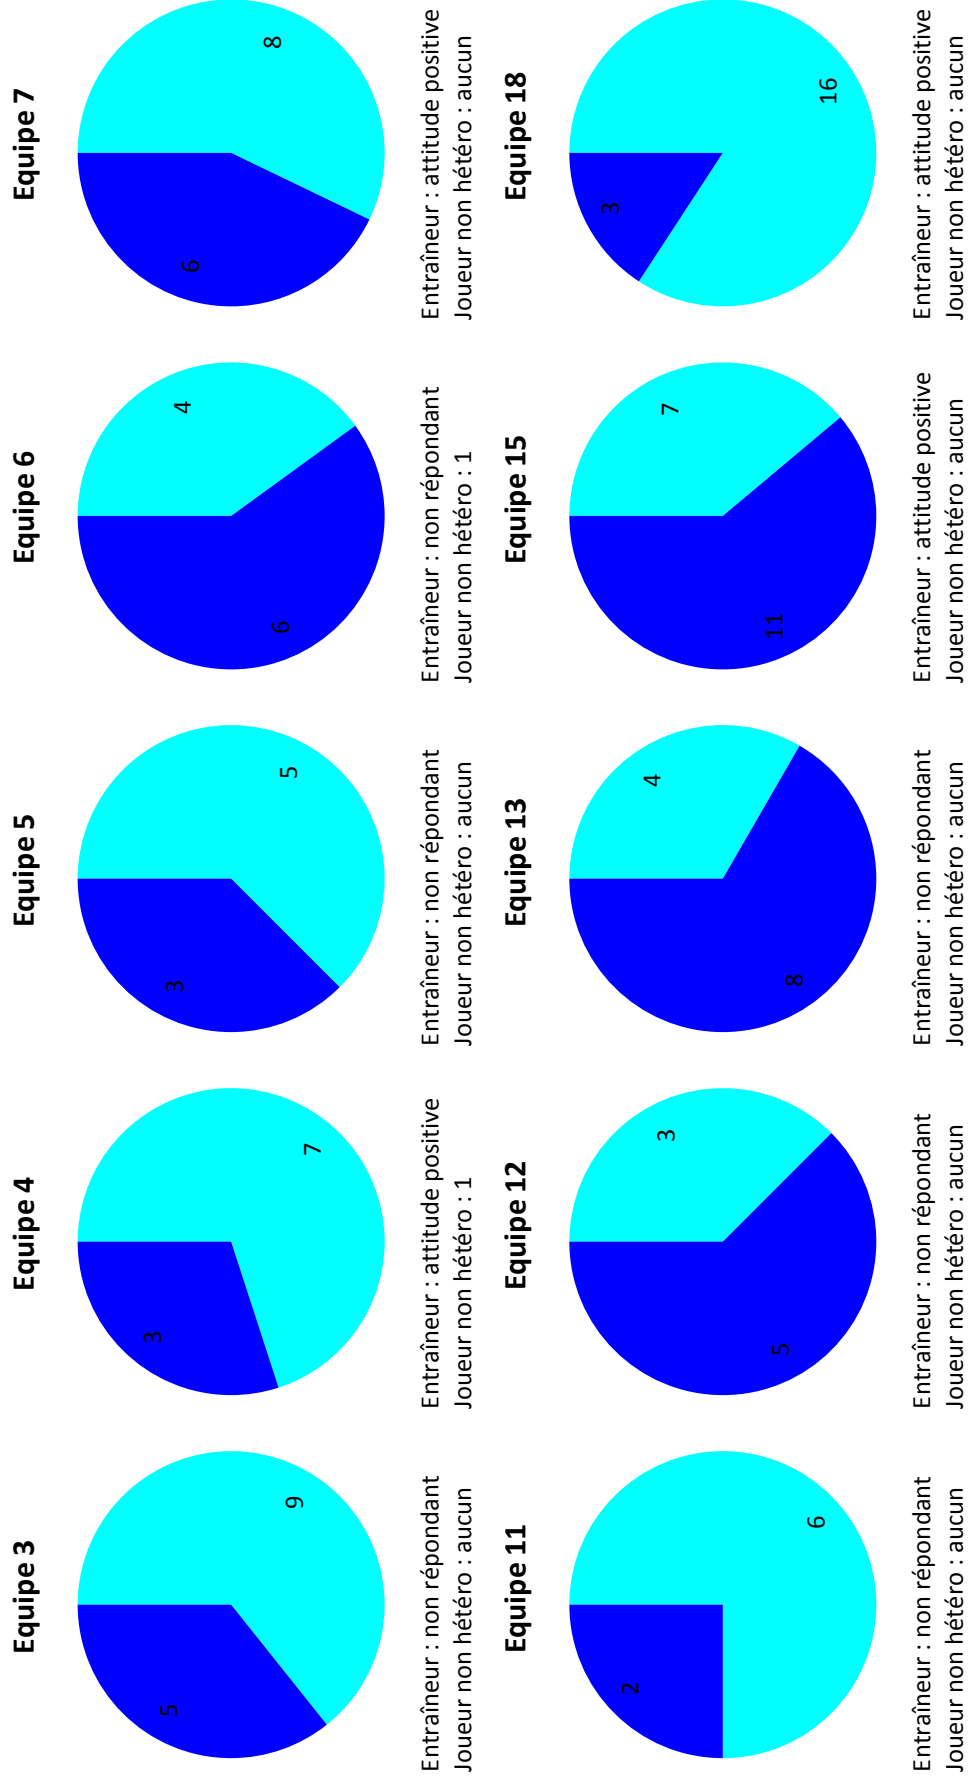 Equipe 3
9
5
Entraîneur : non répondant
Joueur non hétéro : aucun
Equipe 4
7
3
Entraîneur : attitude positive
Joueur non hétéro : 1
Equipe 5
5
3
Entraîneur : non répondant
Joueur non hétéro : aucun
Equipe 6
4
6
Entraîneur : non répondant
Joueur non hétéro : 1
Equipe 7
8
6
Entraîneur : attitude positive
Joueur non hétéro : aucun
Equipe 11
6
2
Entraîneur : non répondant
Joueur non hétéro : aucun
Equipe 12
3
5
Entraîneur : non répondant
Joueur non hétéro : aucun
Equipe 13
4
8
Entraîneur : non répondant
Joueur non hétéro : aucun
Equipe 15
7
11
Entraîneur : attitude positive
Joueur non hétéro : aucun
Equipe 18
16
3
Entraîneur : attitude positive
Joueur non hétéro : aucun